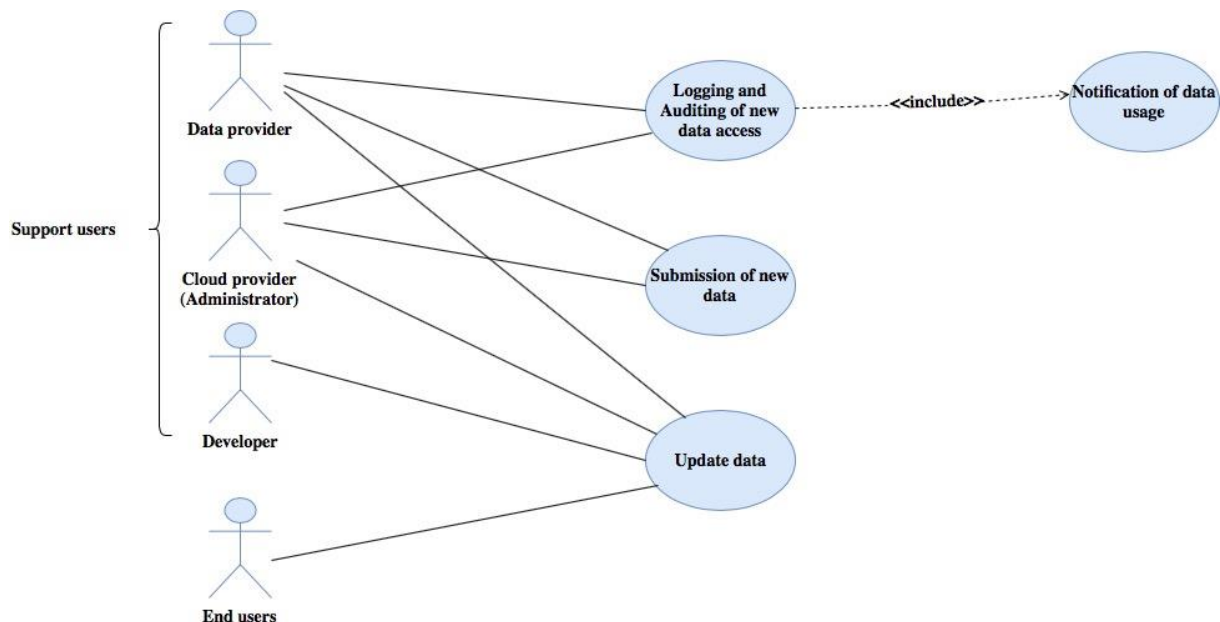 Data provider
Support users
Cloud provider
(Administrator)
Developer
End users
Logging and
Auditing of new
data access
<<include>>
Notification of data
usage
Submission of new
data
Update data